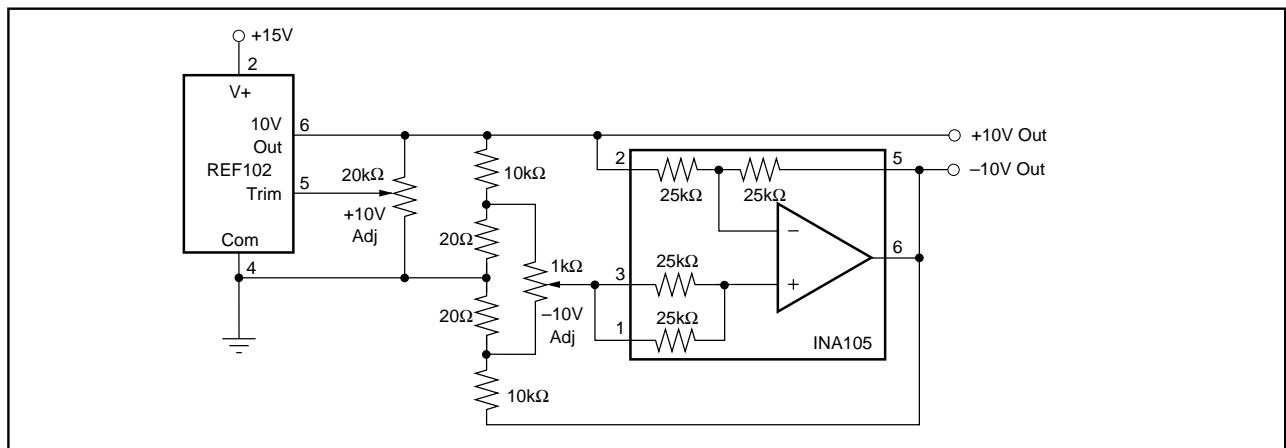 +15V
2
V+
10V
Out
6
REF102
Trim
5
Com
4
20kΩ
+10V
Adj
10kΩ
20Ω
20Ω
10kΩ
1kΩ
–10V
Adj
2
25kΩ
25kΩ
5
–
+
6
3
25kΩ
1
25kΩ
INA105
+10V Out
–10V Out